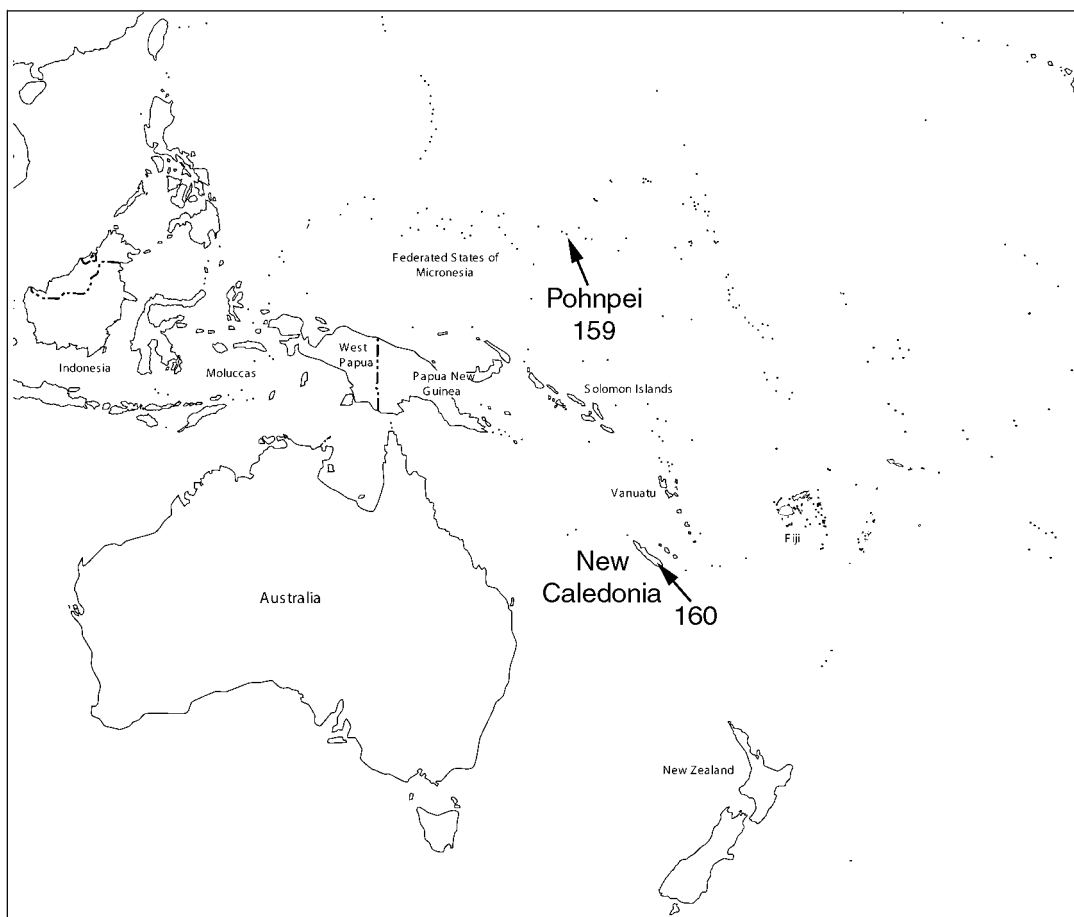 Federated States of
Micronesia
Pohnpei
159
West
Papua
Indonesia
Moluccas
Papua New
Guinea
Solomon Islands
Vanuatu
Fiji
New
Caledonia
160
Australia
New Zealand